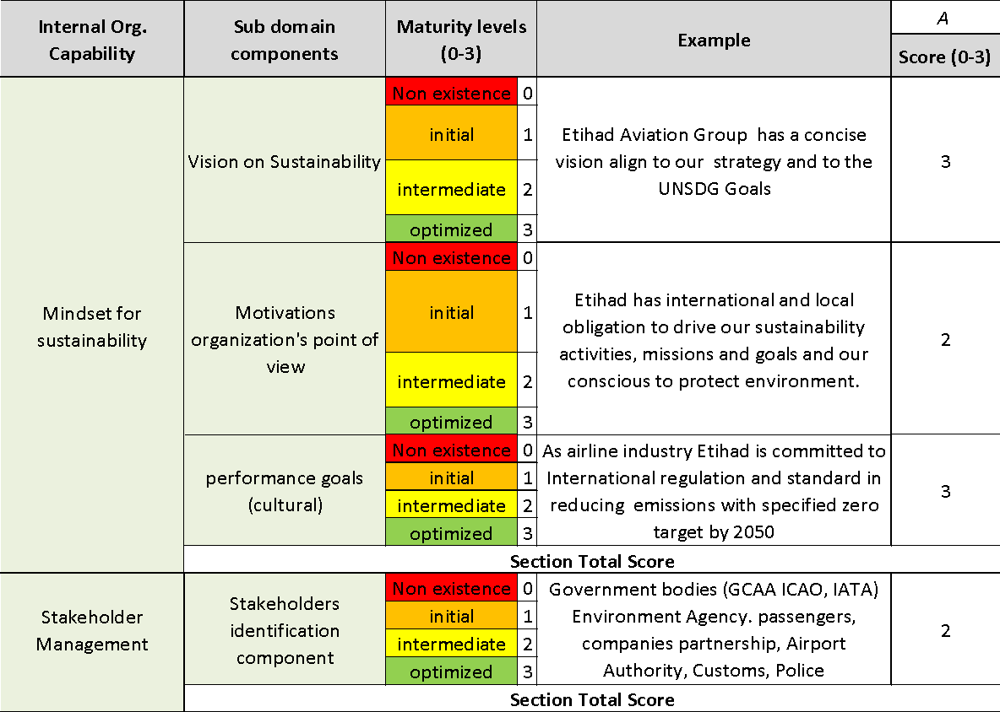 Internal Org.
Capability
Sub domain
components
Maturity levels
(0-3)
Example
A
Score (0-3)
Mindset for
sustainability
Vision on Sustainability
Non existence 0
initial 1
intermediate 2
optimized 3
Etihad Aviation Group has a concise
vision align to our strategy and to the
UNSDG Goals
3
Motivations
organization's point of
view
Non existence 0
initial 1
intermediate 2
optimized 3
Etihad has international and local
obligation to drive our sustainability
activities, missions and goals and our
conscious to protect environment.
2
performance goals
(cultural)
Non existence 0
initial 1
intermediate 2
optimized 3
As airline industry Etihad is committed to
International regulation and standard in
reducing emissions with specified zero
target by 2050
3
Section Total Score
Stakeholder
Management
Stakeholders
identification
component
Non existence 0
initial 1
intermediate 2
optimized 3
Government bodies (GCAA ICAO, IATA)
Environment Agency. passengers,
companies partnership, Airport
Authority, Customs, Police
2
Section Total Score